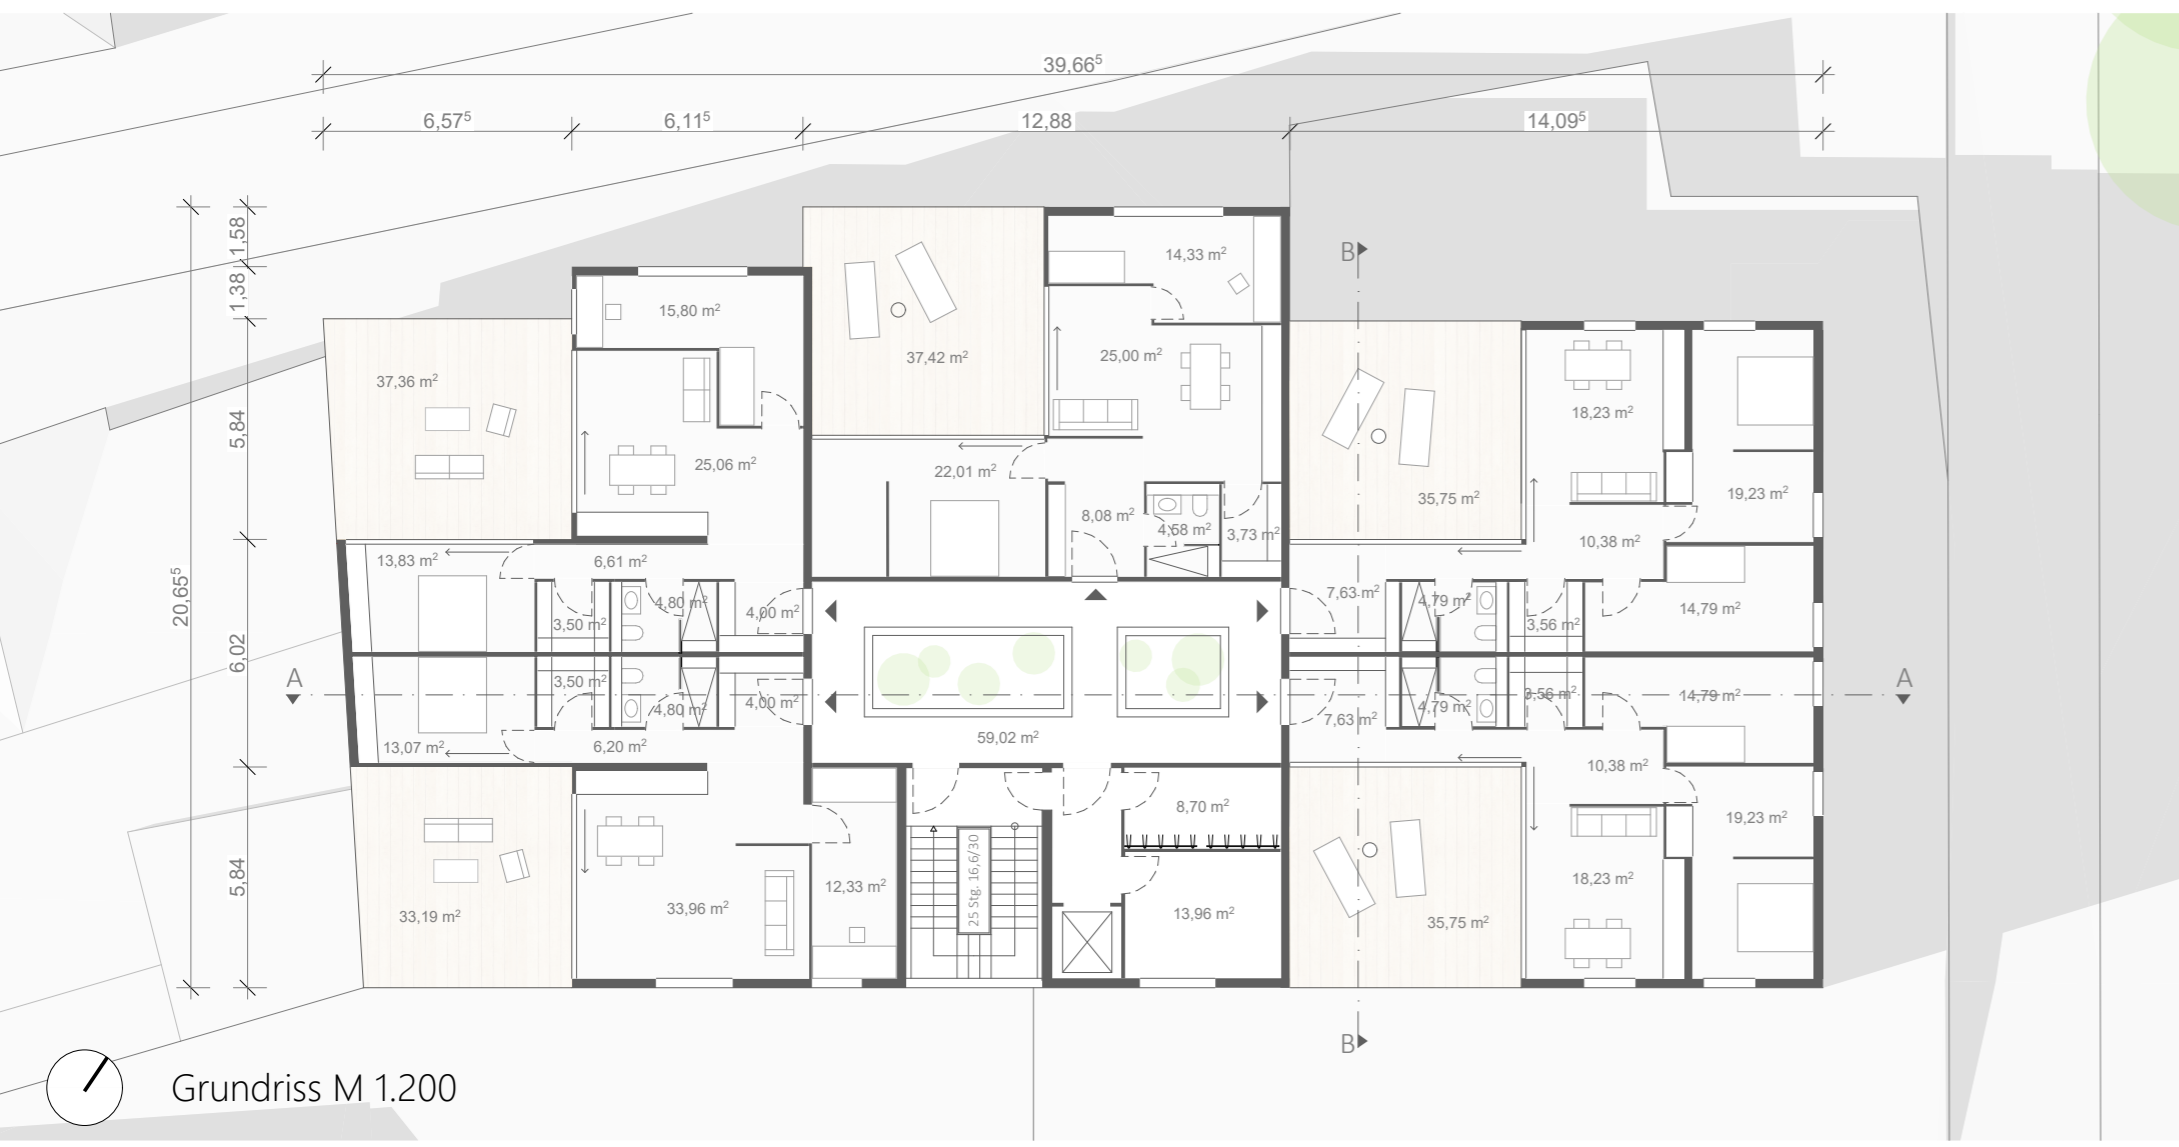 39,66⁵
6,57⁵ 6,11⁵ 12,88 14,09⁵
1,58
1,38
5,84
20,65⁵
6,02
5,84
B
14,33 m²
15,80 m²
37,42 m² 25,00 m²
37,36 m²
18,23 m²
25,06 m²
22,01 m²
35,75 m² 19,23 m²
8,08 m² 4,58 m² 3,73 m²
10,38 m²
13,83 m² 6,61 m²
7,63 m² 4,79 m²
4,80 m² 4,00 m² 14,79 m²
3,50 m² 3,56 m²
A A
3,50 m² 3,56 m² 14,79 m²
4,80 m² 4,00 m² 4,79 m²
7,63 m²
13,07 m² 6,20 m² 59,02 m²
10,38 m²
8,70 m²
19,23 m²
25 Stg. 16,6/30
12,33 m² 18,23 m²
33,19 m² 33,96 m² 13,96 m² 35,75 m²
B
Grundriss M 1.200